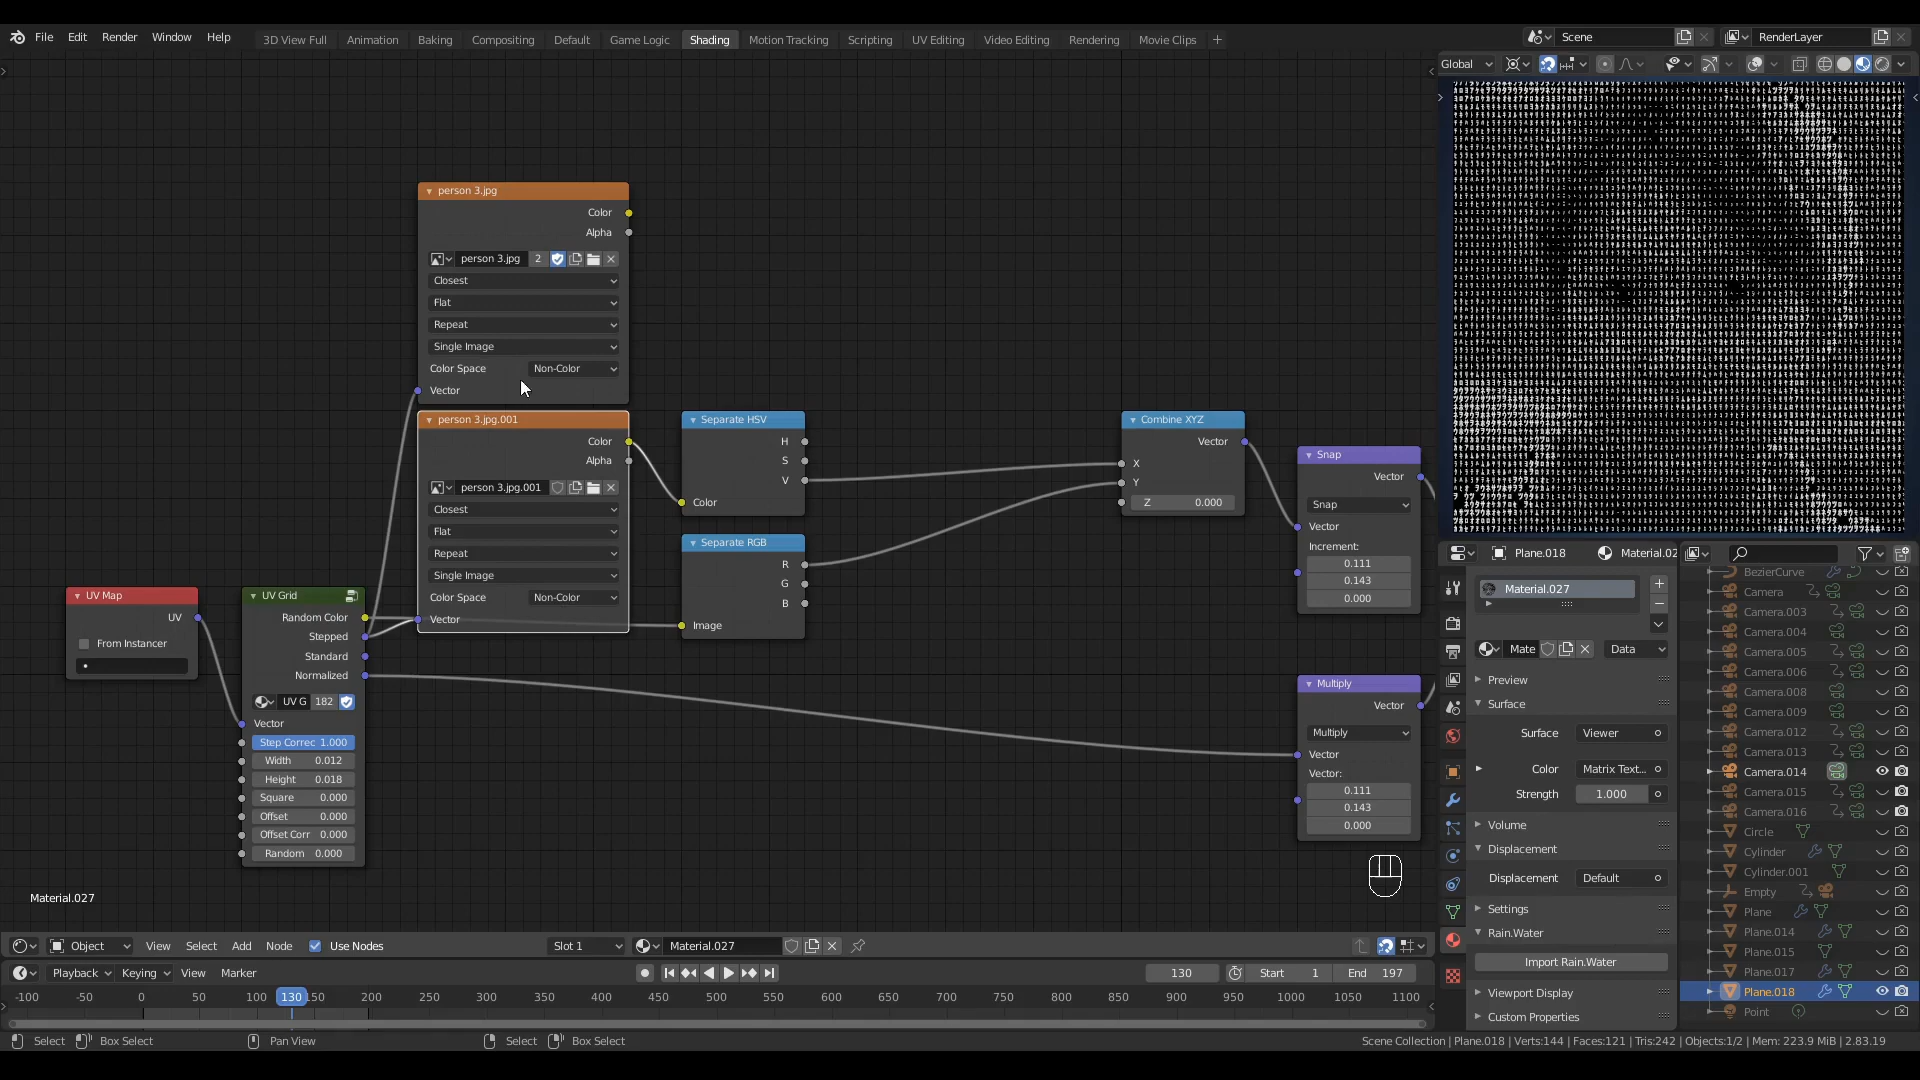 File Edit Render Window Help
3D View Full Animation Baking Compositing Default Game Logic Shading Motion Tracking Scripting UV Editing Video Editing Rendering Movie Clips +
Scene
RenderLayer
Global
person 3.jpg
Color
Alpha
person 3.jpg 2
Closest
Flat
Repeat
Single Image
Color Space Non-Color
Vector
person 3.jpg.001
Color
Alpha
person 3.jpg.001
Closest
Flat
Repeat
Single Image
Color Space Non-Color
Vector
Separate HSV
H
S
V
Color
Separate RGB
R
G
B
Image
Combine XYZ
Vector
X
Y
Z 0.000
Snap
Vector
Snap
Vector
Increment:
0.111
0.143
0.000
Multiply
Vector
Multiply
Vector
Vector:
0.111
0.143
0.000
UV Map
UV
From Instancer
UV Grid
Random Color
Stepped
Standard
Normalized
UV G 182
Vector
Step Correc 1.000
Width 0.012
Height 0.018
Square 0.000
Offset 0.000
Offset Corr 0.000
Random 0.000
Material.027
Object View Select Add Node Use Nodes Slot 1 Material.027
Playback Keying View Marker 130 Start 1 End 197
-100 -50 0 50 100 130 150 200 250 300 350 400 450 500 550 600 650 700 750 800 850 900 950 1000 1050 1100
Select Box Select Pan View Select Box Select
Scene Collection | Plane.018 | Verts:144 | Faces:121 | Tris:242 | Objects:1/2 | Mem: 223.9 MiB | 2.83.19
Plane.018 Material.02
Material.027
Mate Data
Preview
Surface
Surface Viewer
Color Matrix Text...
Strength 1.000
Volume
Displacement
Displacement Default
Settings
Rain.Water
Import Rain.Water
Viewport Display
Custom Properties
BezierCurve
Camera
Camera.003
Camera.004
Camera.005
Camera.006
Camera.008
Camera.009
Camera.012
Camera.013
Camera.014
Camera.015
Camera.016
Circle
Cylinder
Cylinder.001
Empty
Plane
Plane.014
Plane.015
Plane.017
Plane.018
Point